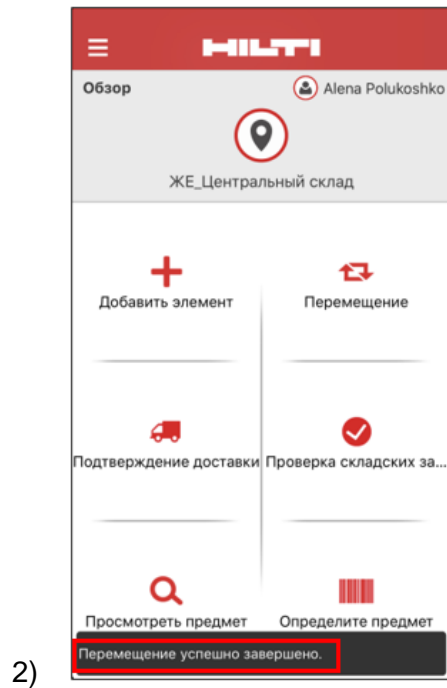 HILTI
Обзор
Alena Polukoshko
ЖЕ_Центральный склад
Добавить элемент
Перемещение
Подтверждение доставки
Проверка складских за...
Просмотреть предмет
Определите предмет
Перемещение успешно завершено.
2)